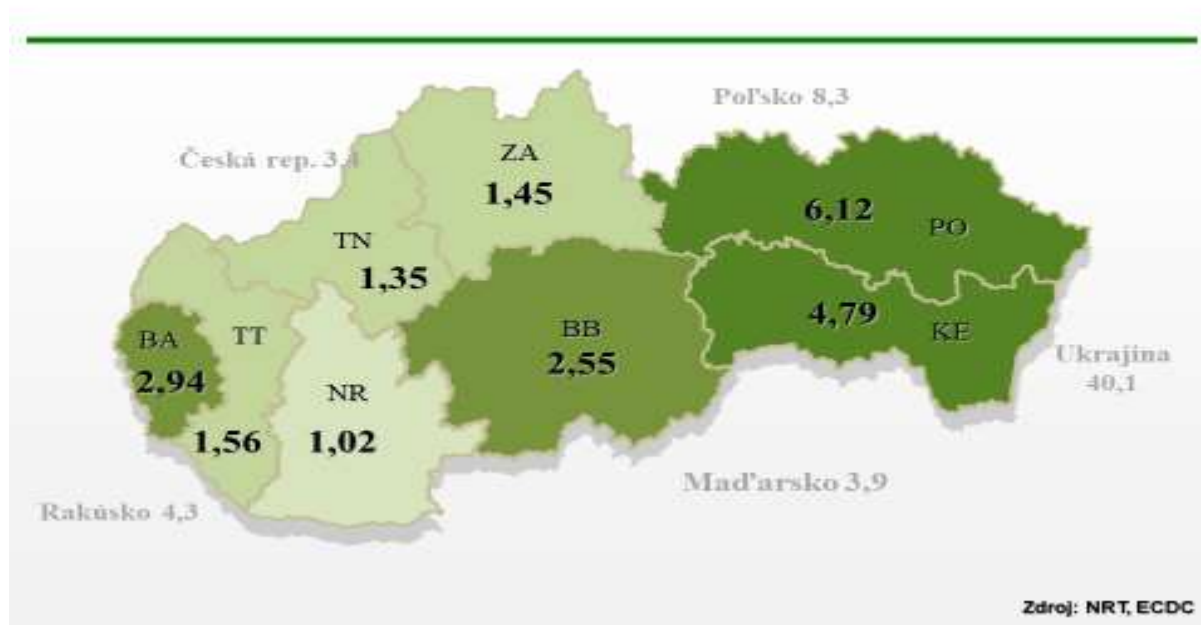 Poľsko 8,3
Česká rep. 3,4
ZA
1,45
6,12
PO
TN
1,35
BA
2,94
TT
1,56
NR
1,02
BB
2,55
4,79
KE
Ukrajina
40,1
Maďarsko 3,9
Rakúsko 4,3
Zdroj: NRT, ECDC